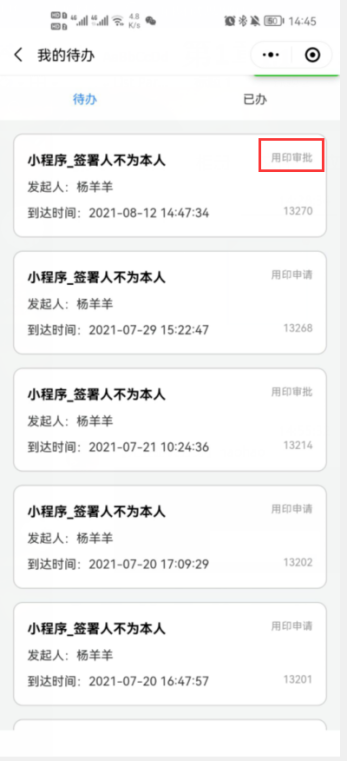 HD 4G HD 4G 4.8 K/s 80 14:45
我的待办
待办 已办
小程序_签署人不为本人 用印审批
发起人：杨羊羊
到达时间：2021-08-12 14:47:34 13270
小程序_签署人不为本人 用印申请
发起人：杨羊羊
到达时间：2021-07-29 15:22:47 13268
小程序_签署人不为本人 用印审批
发起人：杨羊羊
到达时间：2021-07-21 10:24:36 13214
小程序_签署人不为本人 用印申请
发起人：杨羊羊
到达时间：2021-07-20 17:09:29 13202
小程序_签署人不为本人 用印申请
发起人：杨羊羊
到达时间：2021-07-20 16:47:57 13201